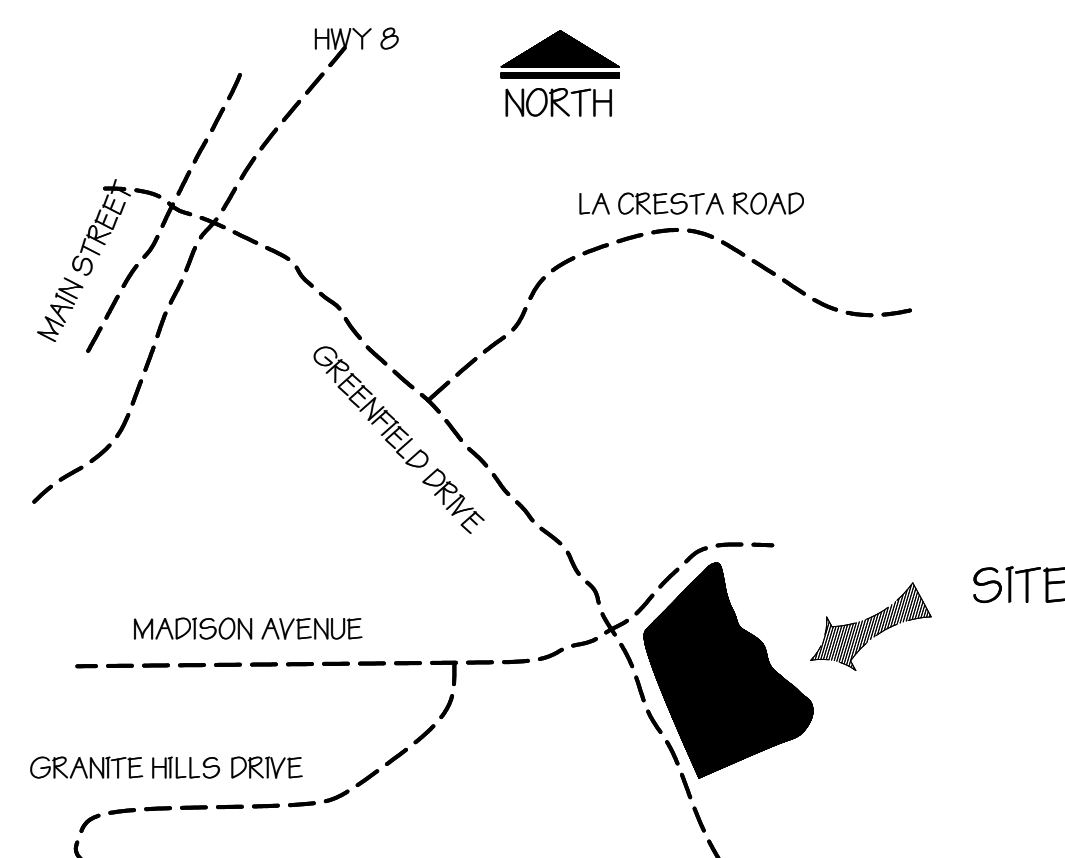 HWY 8
NORTH
MAIN STREET
LA CRESTA ROAD
GREENFIELD DRIVE
SITE
MADISON AVENUE
GRANITE HILLS DRIVE